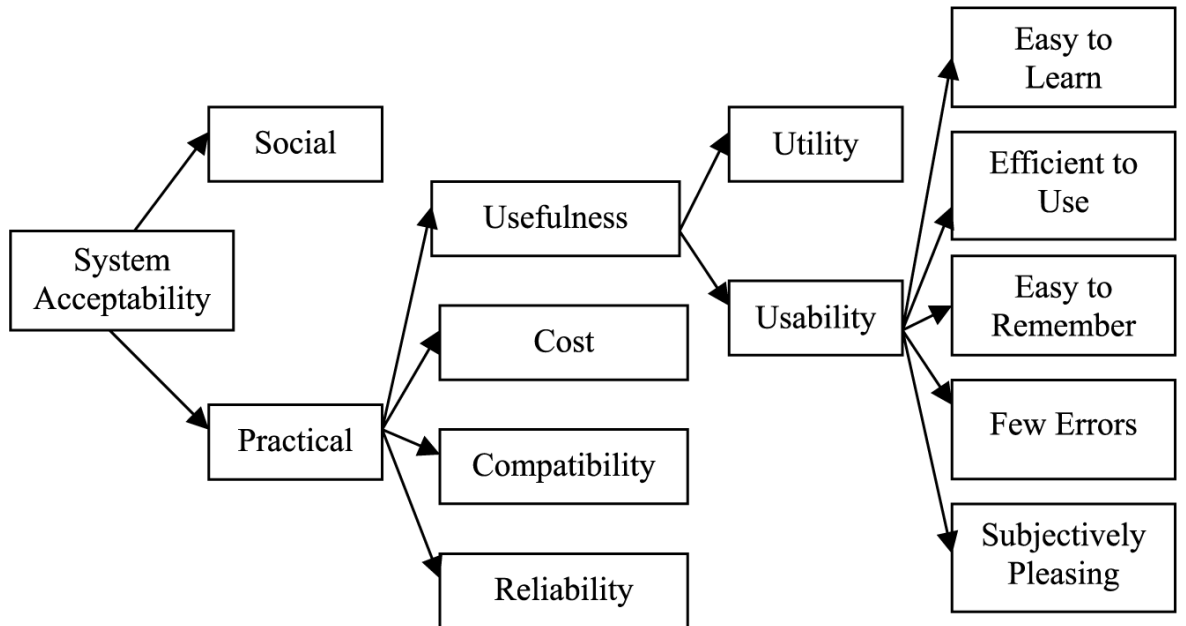 System
Acceptability
Social
Practical
Usefulness
Cost
Compatibility
Reliability
Utility
Usability
Easy to
Learn
Efficient to
Use
Easy to
Remember
Few Errors
Subjectively
Pleasing